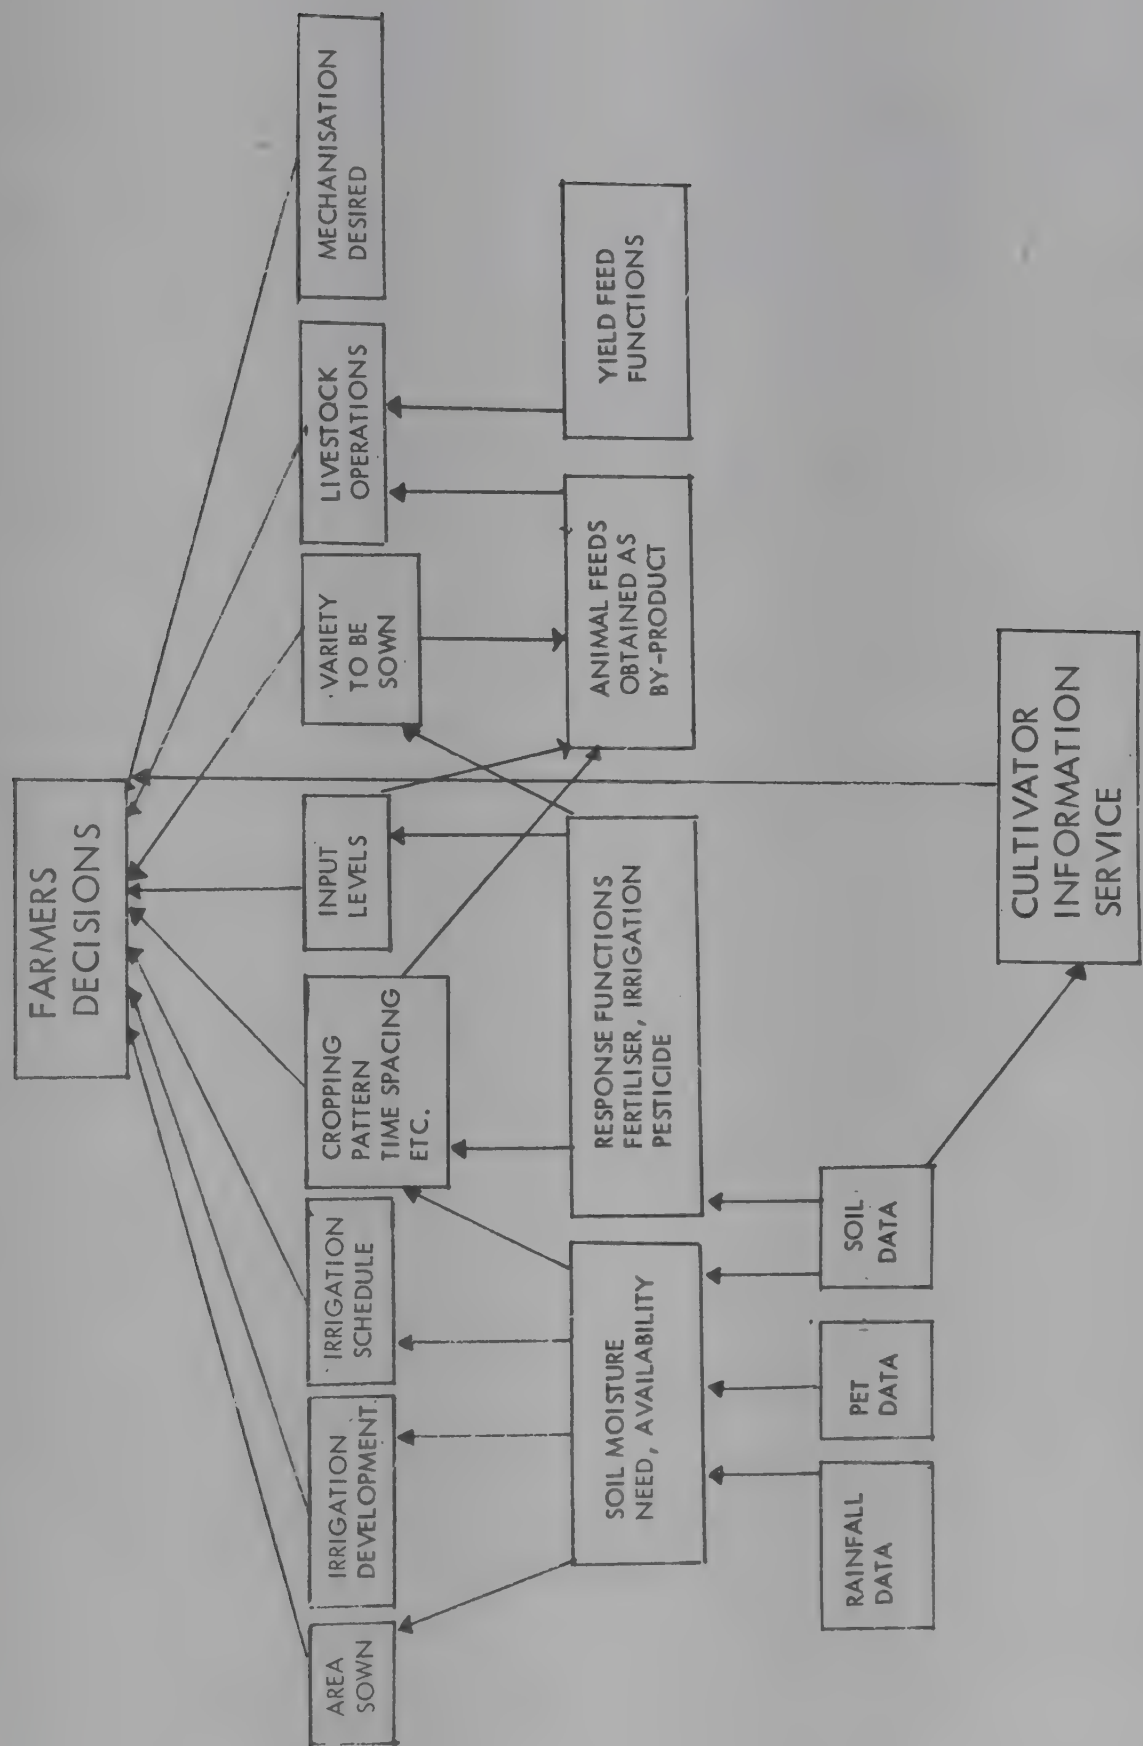 FARMERS
DECISIONS
AREA
SOWN
IRRIGATION
DEVELOPMENT.
IRRIGATION
SCHEDULE
CROPPING
PATTERN
TIME SPACING
ETC.
INPUT
LEVELS
VARIETY
TO BE
SOWN
LIVESTOCK
OPERATIONS
MECHANISATION
DESIRED
SOIL MOISTURE
NEED, AVAILABILITY
RESPONSE FUNCTIONS
FERTILISER, IRRIGATION
PESTICIDE
ANIMAL FEEDS
OBTAINED AS
BY-PRODUCT
YIELD FEED
FUNCTIONS
RAINFALL
DATA
PET
DATA
SOIL
DATA
CULTIVATOR
INFORMATION
SERVICE